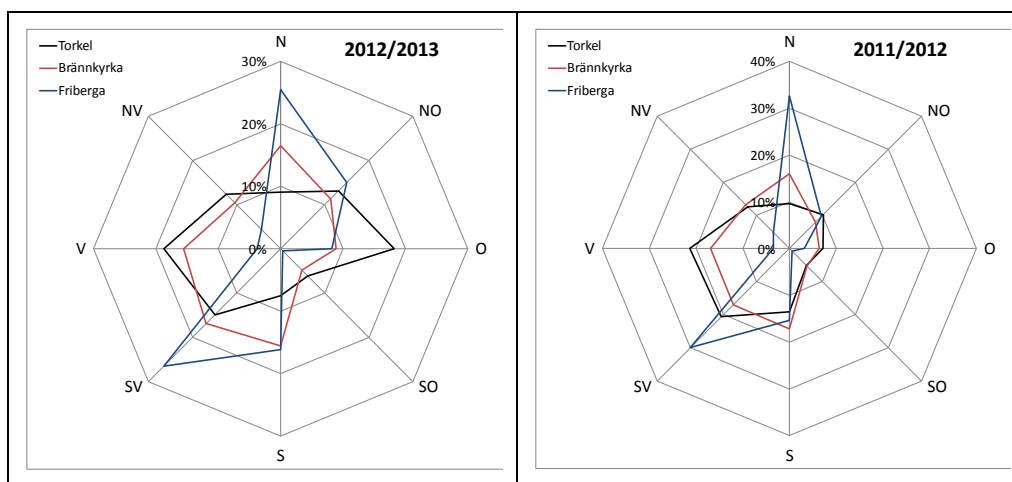 Torkel
Brännkyrka
Friberga
2012/2013
N
30%
20%
10%
0%
NO
O
SO
S
SV
V
NV
Torkel
Brännkyrka
Friberga
2011/2012
N
40%
30%
20%
10%
0%
NO
O
SO
S
SV
V
NV